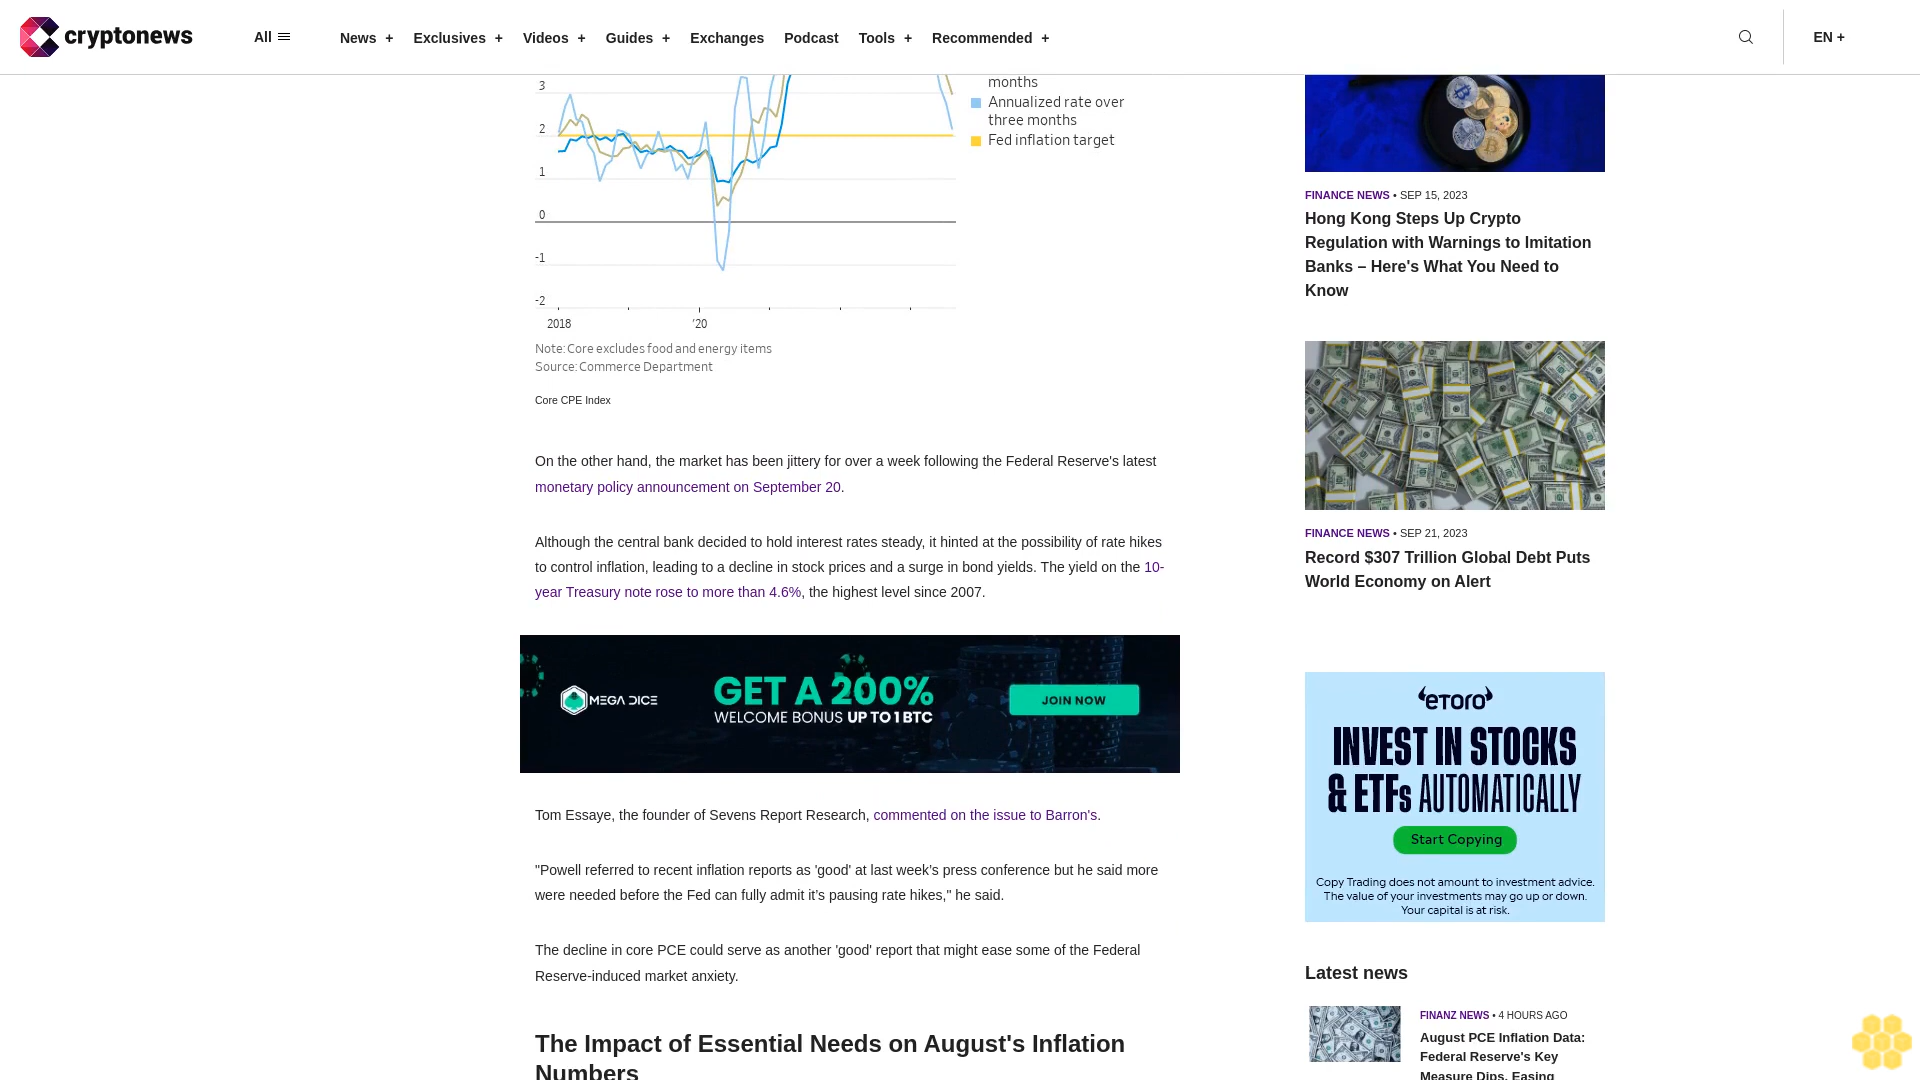 cryptonews
All
News +
Exclusives +
Videos +
Guides +
Exchanges
Podcast
Tools +
Recommended +
EN +
3
2
1
0
-1
-2
2018
'20
months
Annualized rate over
three months
Fed inflation target
Note: Core excludes food and energy items
Source: Commerce Department
Core CPE Index
On the other hand, the market has been jittery for over a week following the Federal Reserve's latest
monetary policy announcement on September 20.
Although the central bank decided to hold interest rates steady, it hinted at the possibility of rate hikes
to control inflation, leading to a decline in stock prices and a surge in bond yields. The yield on the 10-
year Treasury note rose to more than 4.6%, the highest level since 2007.
MEGA DICE
GET A 200%
WELCOME BONUS UP TO 1 BTC
JOIN NOW
Tom Essaye, the founder of Sevens Report Research, commented on the issue to Barron's.
"Powell referred to recent inflation reports as 'good' at last week’s press conference but he said more
were needed before the Fed can fully admit it’s pausing rate hikes," he said.
The decline in core PCE could serve as another 'good' report that might ease some of the Federal
Reserve-induced market anxiety.
The Impact of Essential Needs on August's Inflation
Numbers
FINANCE NEWS • SEP 15, 2023
Hong Kong Steps Up Crypto
Regulation with Warnings to Imitation
Banks – Here's What You Need to
Know
FINANCE NEWS • SEP 21, 2023
Record $307 Trillion Global Debt Puts
World Economy on Alert
eToro
INVEST IN STOCKS
& ETFs AUTOMATICALLY
Start Copying
Copy Trading does not amount to investment advice.
The value of your investments may go up or down.
Your capital is at risk.
Latest news
FINANZ NEWS • 4 HOURS AGO
August PCE Inflation Data:
Federal Reserve's Key
Measure Dips, Easing